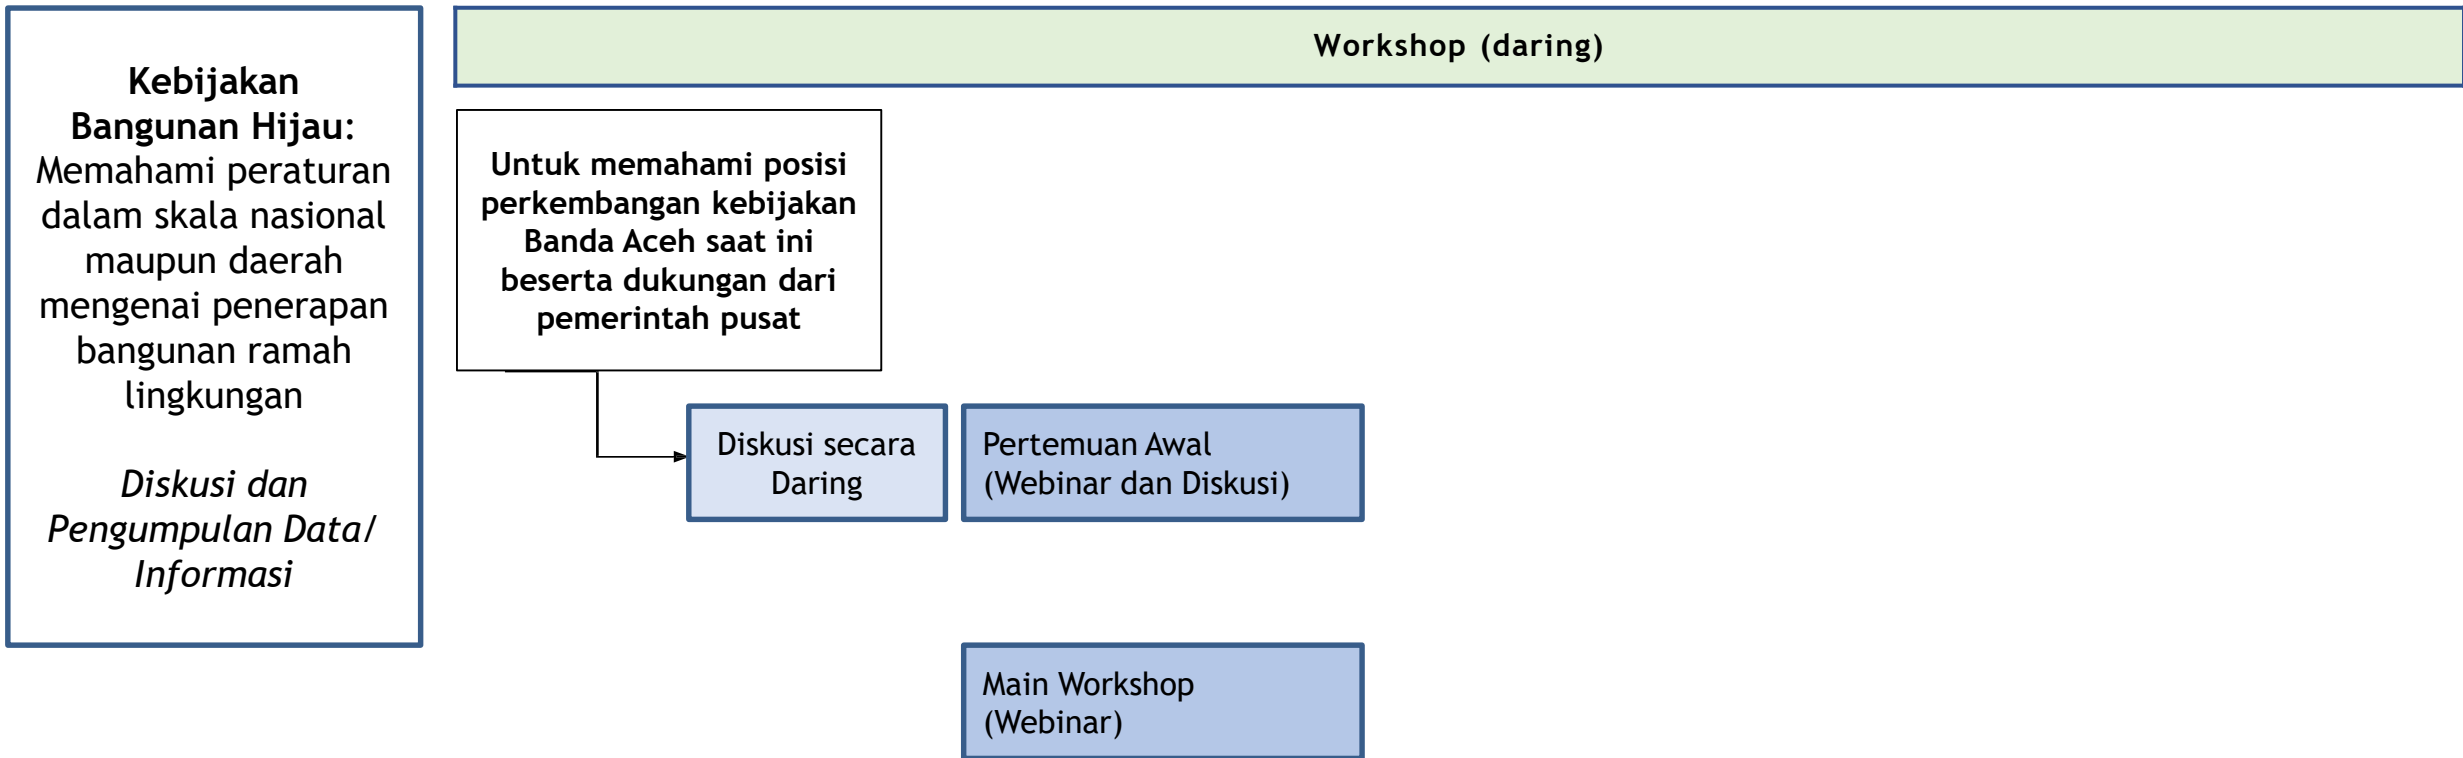 Kebijakan
Bangunan Hijau:
Memahami peraturan
dalam skala nasional
maupun daerah
mengenai penerapan
bangunan ramah
lingkungan
Diskusi dan
Pengumpulan Data/
Informasi
Workshop (daring)
Untuk memahami posisi
perkembangan kebijakan
Banda Aceh saat ini
beserta dukungan dari
pemerintah pusat
Diskusi secara
Daring
Pertemuan Awal
(Webinar dan Diskusi)
Main Workshop
(Webinar)